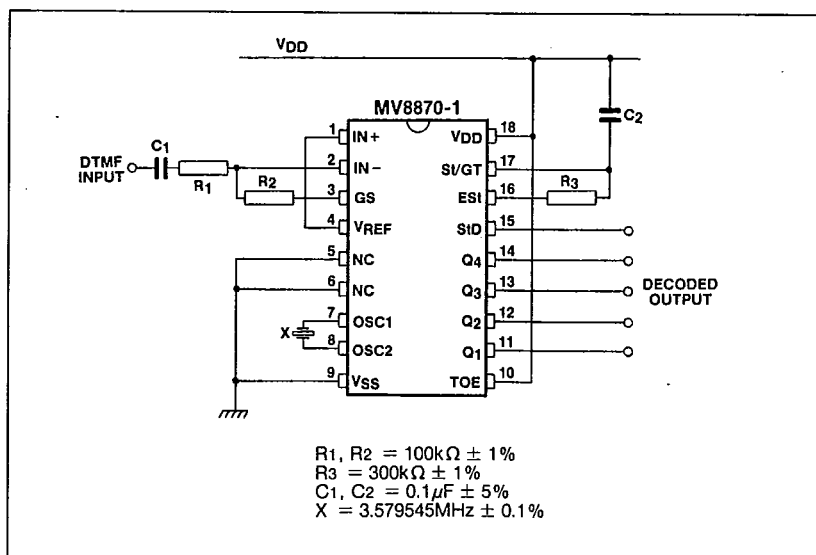 VDD
MV8870-1
1 IN+
2 IN-
3 GS
4 VREF
5 NC
6 NC
7 OSC1
8 OSC2
9 VSS
VDD 18
St/GT 17
ESt 16
StD 15
Q4 14
Q3 13
Q2 12
Q1 11
TOE 10
DTMF
INPUT
C1
R1
R2
X
C2
R3
DECODED
OUTPUT
R1, R2 = 100kΩ ± 1%
R3 = 300kΩ ± 1%
C1, C2 = 0.1μF ± 5%
X = 3.579545MHz ± 0.1%